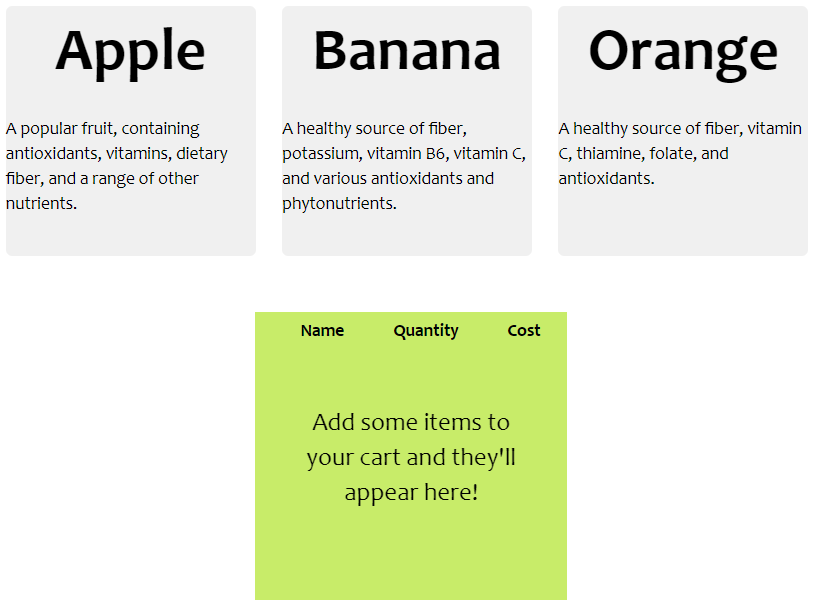 Apple
A popular fruit, containing
antioxidants, vitamins, dietary
fiber, and a range of other
nutrients.
Banana
A healthy source of fiber,
potassium, vitamin B6, vitamin C,
and various antioxidants and
phytonutrients.
Orange
A healthy source of fiber, vitamin
C, thiamine, folate, and
antioxidants.
Name Quantity Cost
Add some items to
your cart and they'll
appear here!